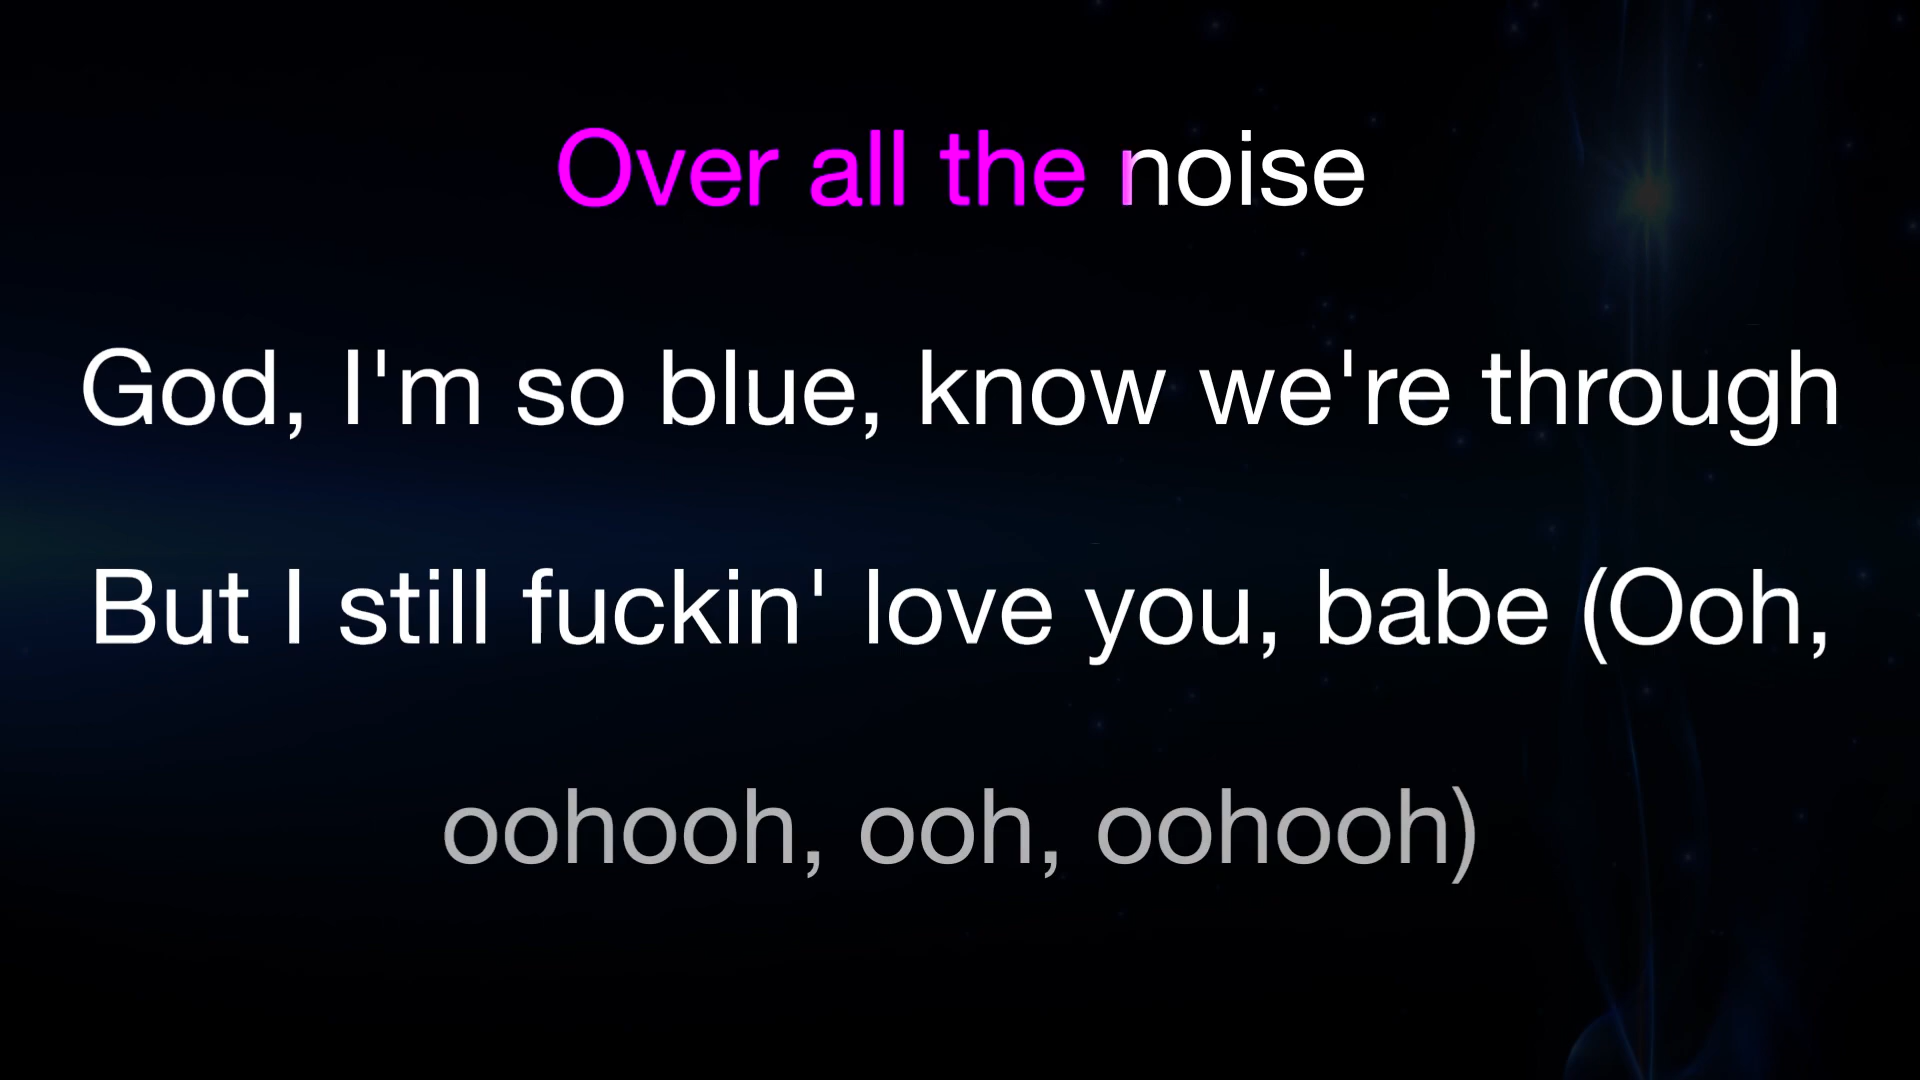 Over all the noise
God, I'm so blue, know we're through
But I still fuckin' love you, babe (Ooh,
oohooh, ooh, oohooh)